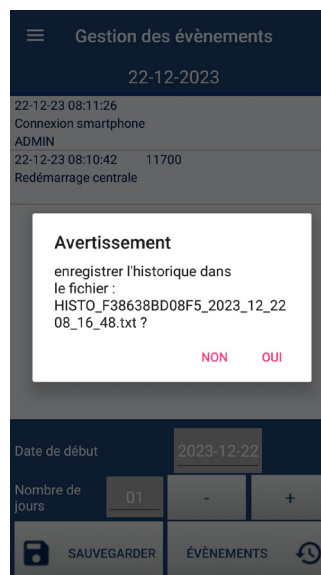 Gestion des évènements
22-12-2023
22-12-23 08:11:26
Connexion smartphone
ADMIN
22-12-23 08:10:42 11700
Redémarrage centrale
Avertissement
enregistrer l'historique dans
le fichier :
HISTO_F38638BD08F5_2023_12_22
08_16_48.txt ?
NON OUI
Date de début 2023-12-22
Nombre de
jours 01 - +
SAUVEGARDER ÉVÈNEMENTS